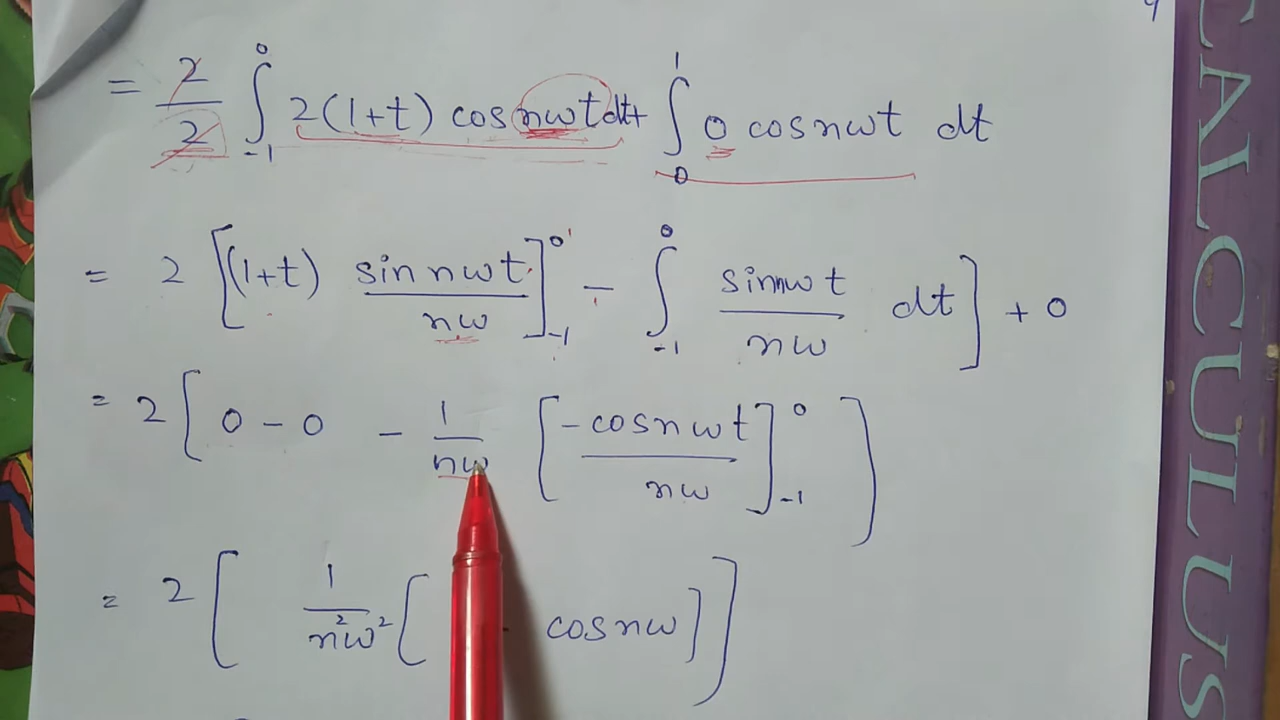 = 2/2 ∫_{-1}^{0} 2(1+t) cos nωt dt + ∫_{0}^{1} 0 cos nωt dt
= 2 [(1+t) sin nωt / nω]_{-1}^{0} - ∫_{-1}^{0} sin nωt / nω dt] + 0
= 2 [ 0 - 0 - 1/nω [ -cos nωt / nω ]_{-1}^{0} )
= 2 [ 1/n²ω² [ - cos nω ] ]
CALCULUS